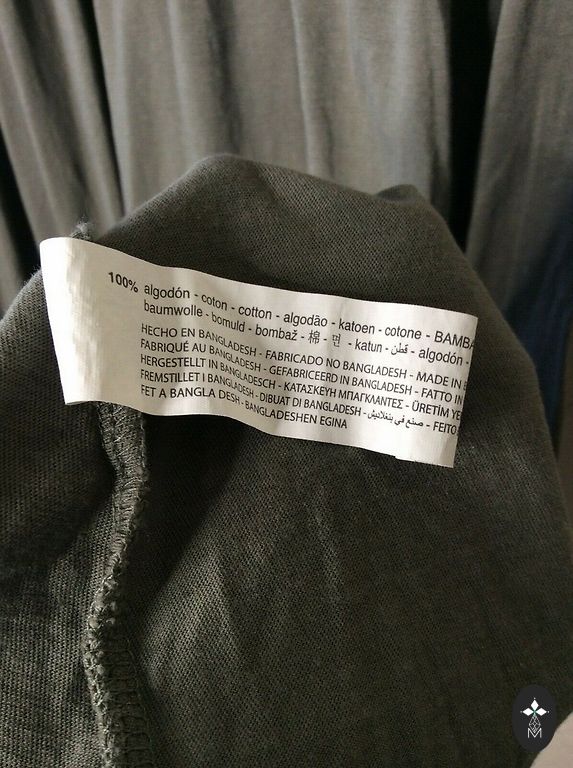 100% algodón - coton - cotton - algodão - katoen - cotone - BAMBA
baumwolle - bomuld - bombaž - 棉 - 면 - katun - قطن - algodón -
HECHO EN BANGLADESH - FABRICADO NO BANGLADESH - MADE IN B
FABRIQUÉ AU BANGLADESH - GEFABRICEERD IN BANGLADESH - FATTO IN
HERGESTELLT IN BANGLADESCH - ΚΑΤΑΣΚΕΥΗ ΜΠΑΓΚΛΑΝΤΕΣ - ÜRETİM YE
FREMSTILLET I BANGLADESH - DIBUAT DI BANGLADESH - صنع في بنغلاديش - FEITO
FET A BANGLA DESH - BANGLADESHEN EGINA
M